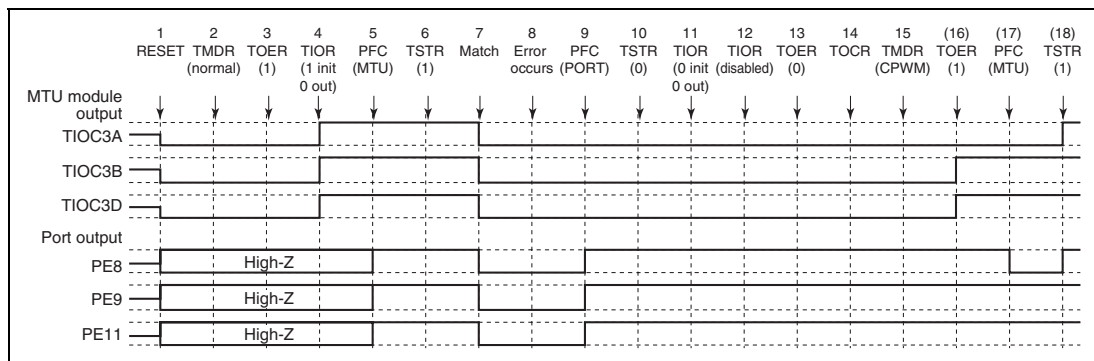 1 2 3 4 5 6 7 8 9 10 11 12 13 14 15 (16) (17) (18)
RESET TMDR TOER TIOR PFC TSTR Match Error PFC TSTR TIOR TIOR TOER TOCR TMDR TOER PFC TSTR
(normal) (1) (1 init (MTU) (1) occurs (PORT) (0) (0 init (disabled) (0) (CPWM) (1) (MTU) (1)
0 out) 0 out)
MTU module
output
TIOC3A
TIOC3B
TIOC3D
Port output
PE8 High-Z
PE9 High-Z
PE11 High-Z